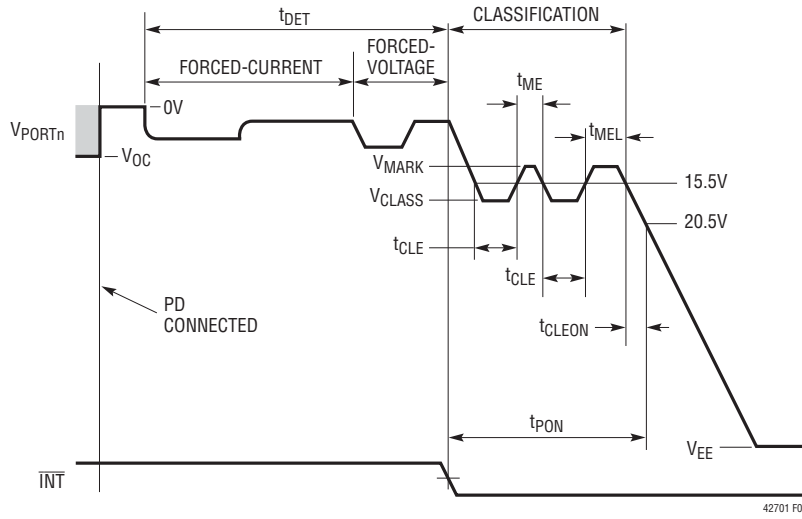 tDET
CLASSIFICATION
FORCED-CURRENT
FORCED-
VOLTAGE
tME
0V
VPORTn
VOC
tMEL
VMARK
15.5V
VCLASS
20.5V
tCLE
tCLE
PD
CONNECTED
tCLEON
tPON
VEE
INT
42701 F0